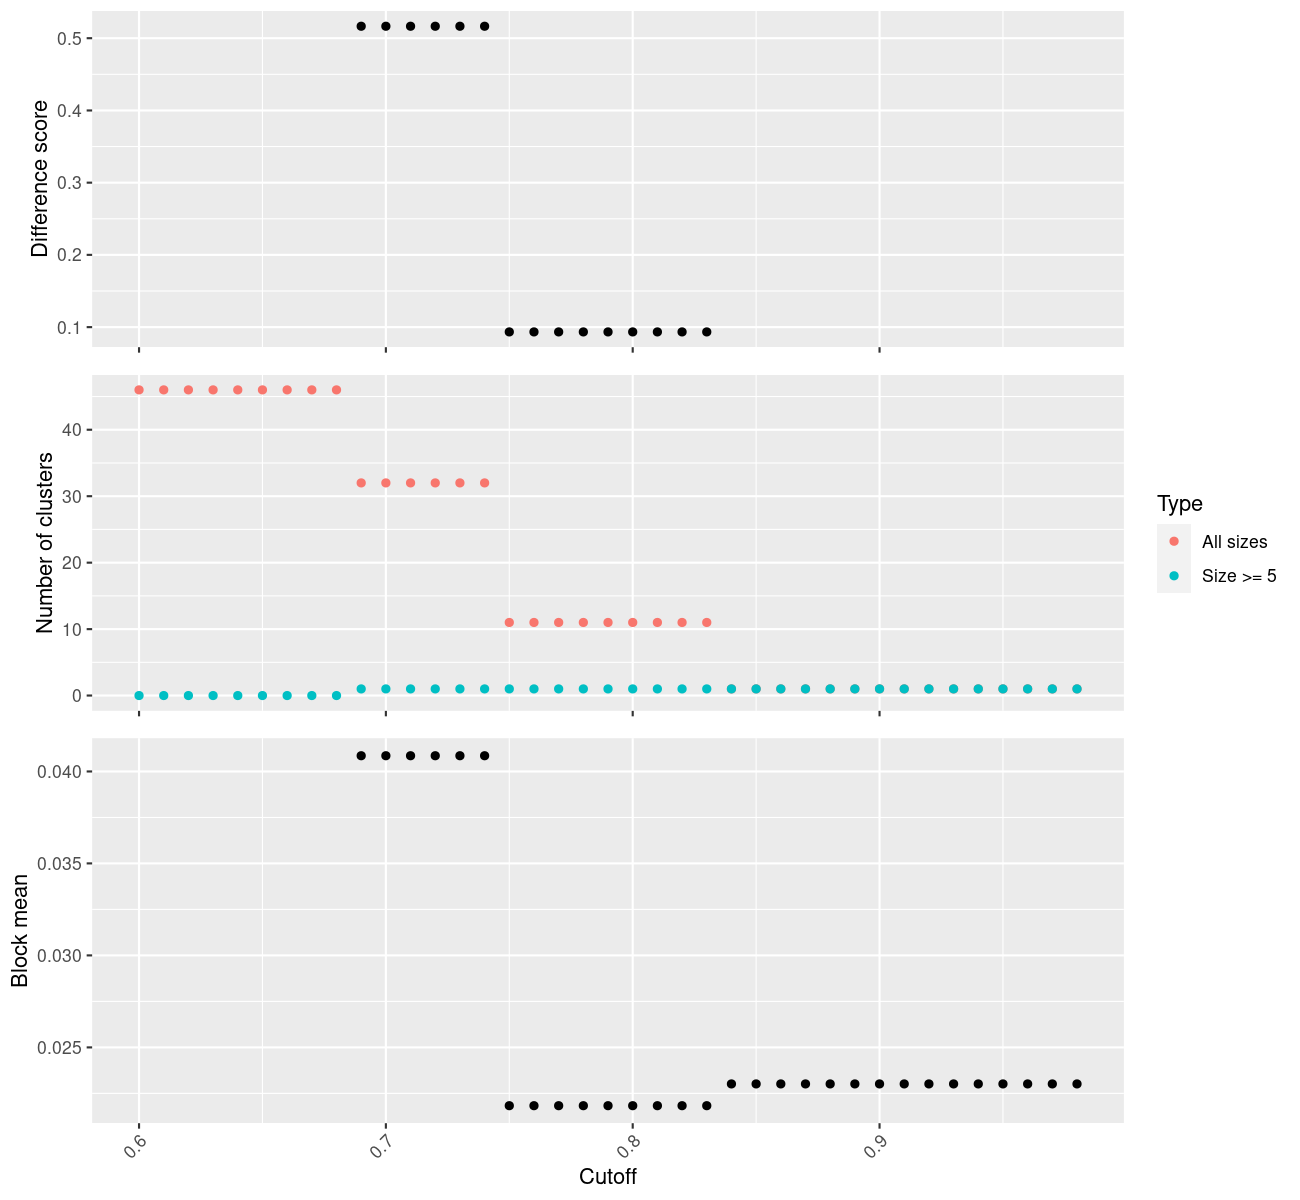 0.5
0.4
0.3
0.2
0.1
Difference score
40
30
20
10
0
Number of clusters
Type
All sizes
Size >= 5
0.040
0.035
0.030
0.025
Block mean
0.6 0.7 0.8 0.9
Cutoff